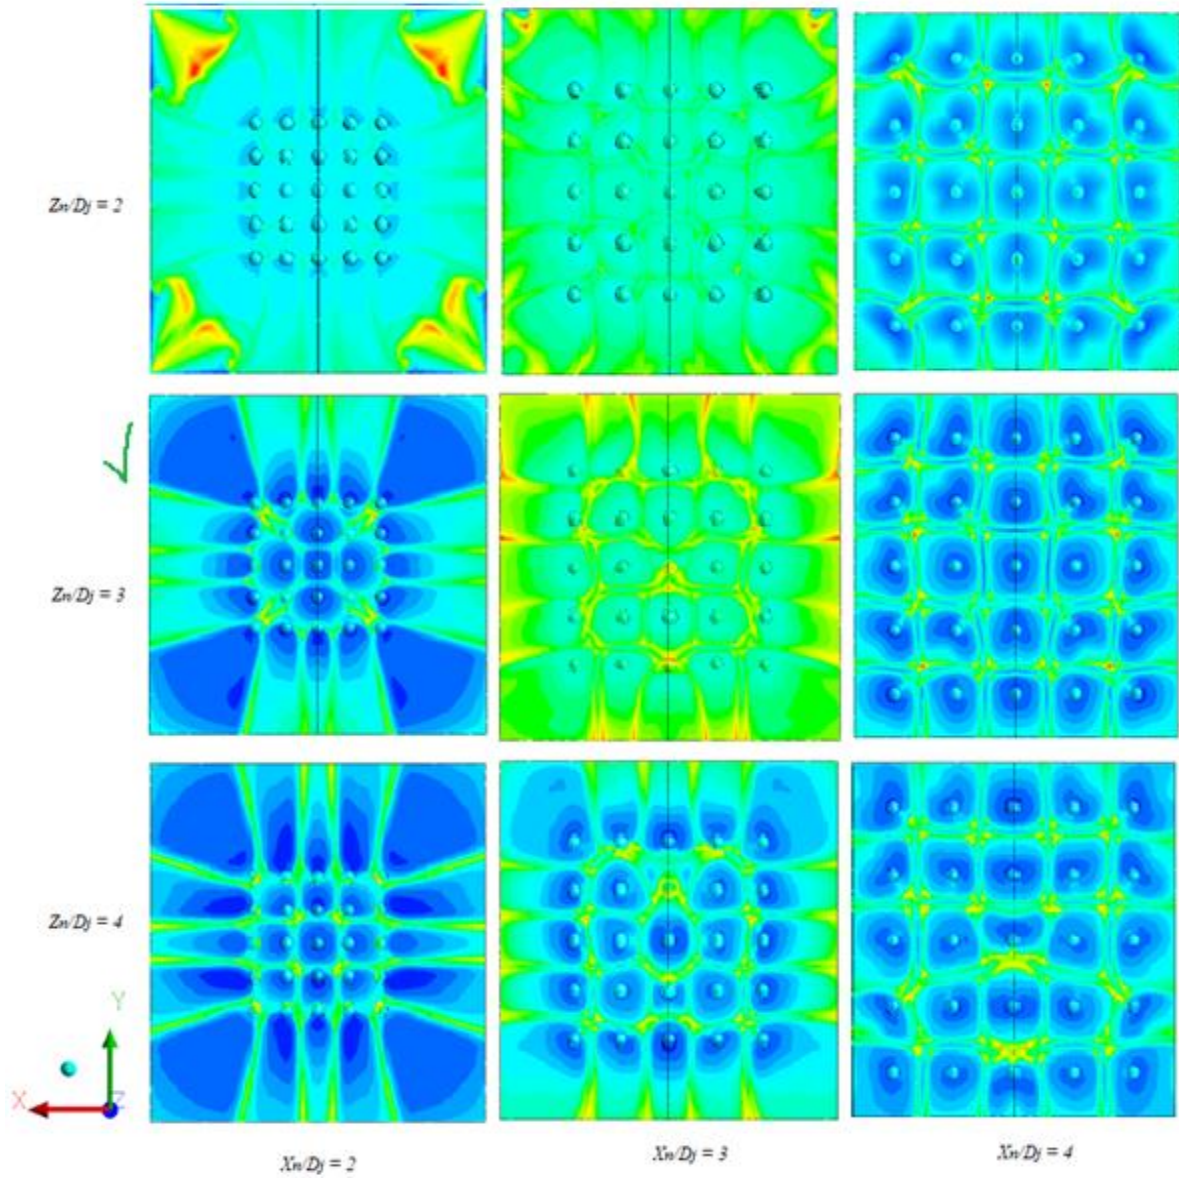 Zn/Dj = 2
Zn/Dj = 3
Zn/Dj = 4
Y
X
Z
Xn/Dj = 2
Xn/Dj = 3
Xn/Dj = 4